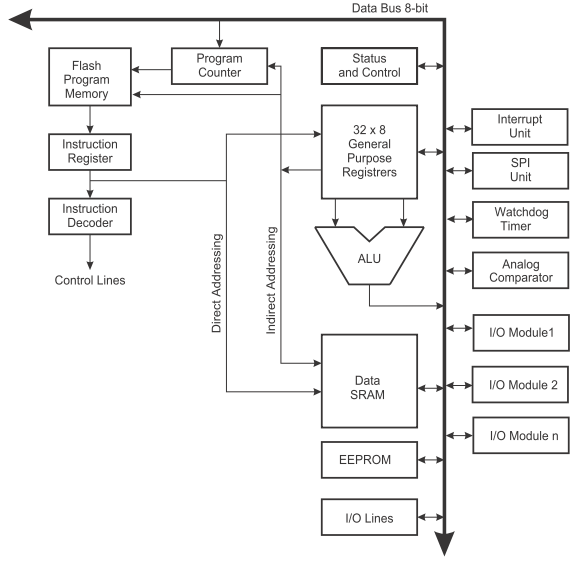 Data Bus 8-bit
Flash
Program
Memory
Program
Counter
Status
and Control
Instruction
Register
32 x 8
General
Purpose
Registrers
Interrupt
Unit
SPI
Unit
Instruction
Decoder
Watchdog
Timer
ALU
Analog
Comparator
Control Lines
Direct Addressing
Indirect Addressing
I/O Module1
Data
SRAM
I/O Module 2
I/O Module n
EEPROM
I/O Lines